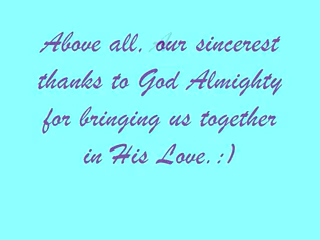 Above all, our sincerest
thanks to God Almighty
for bringing us together
in His Love. :)